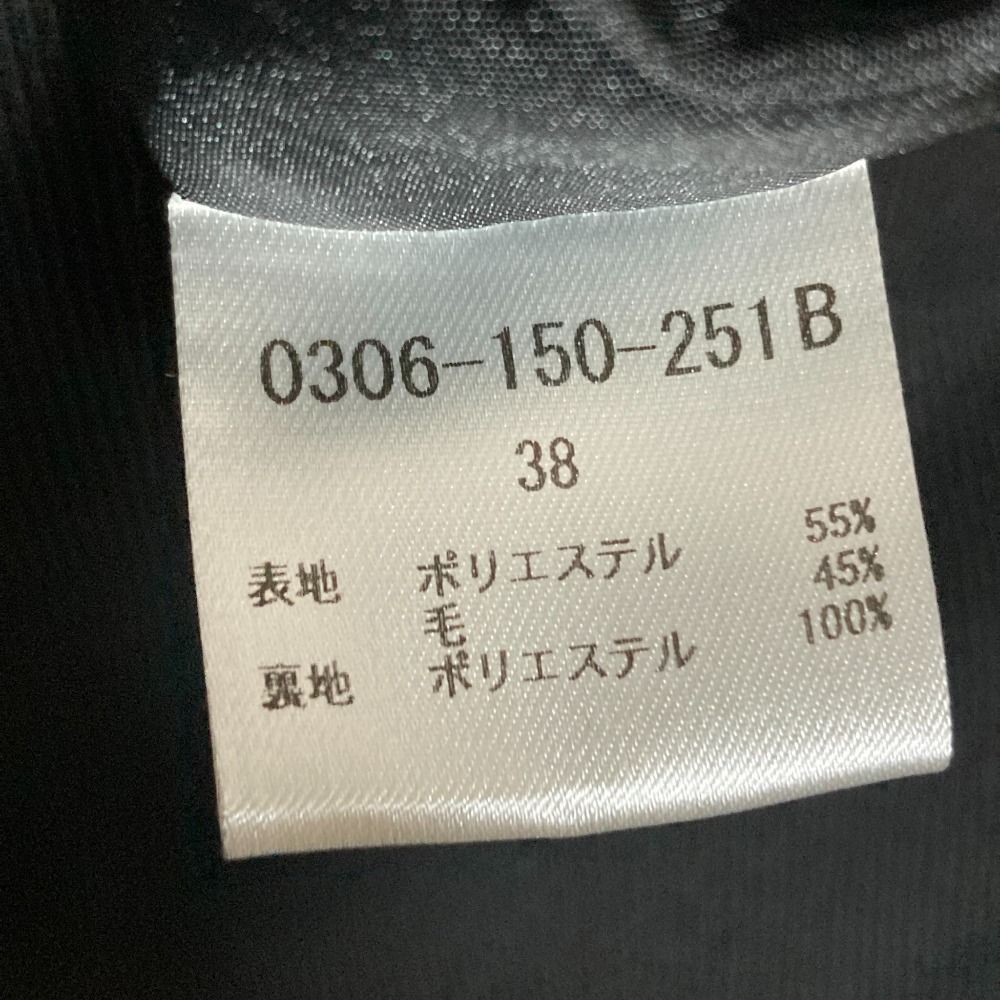 0306-150-251B
38
表地 ポリエステル 55%
毛 45%
裏地 ポリエステル 100%